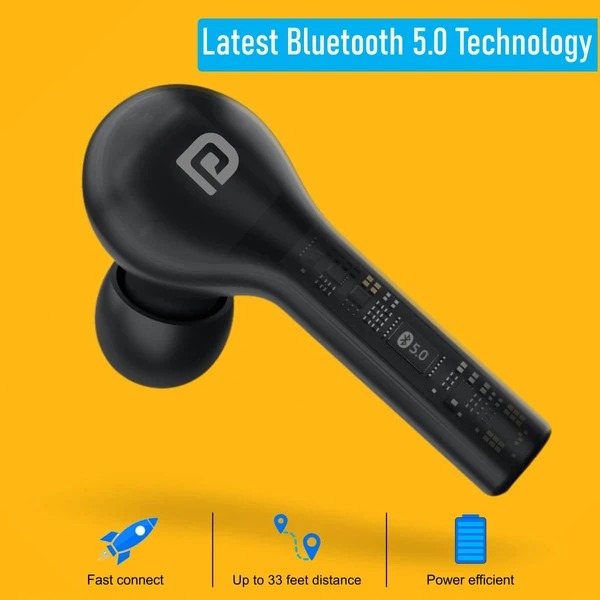 Latest Bluetooth 5.0 Technology
5.0
Fast connect
Up to 33 feet distance
Power efficient